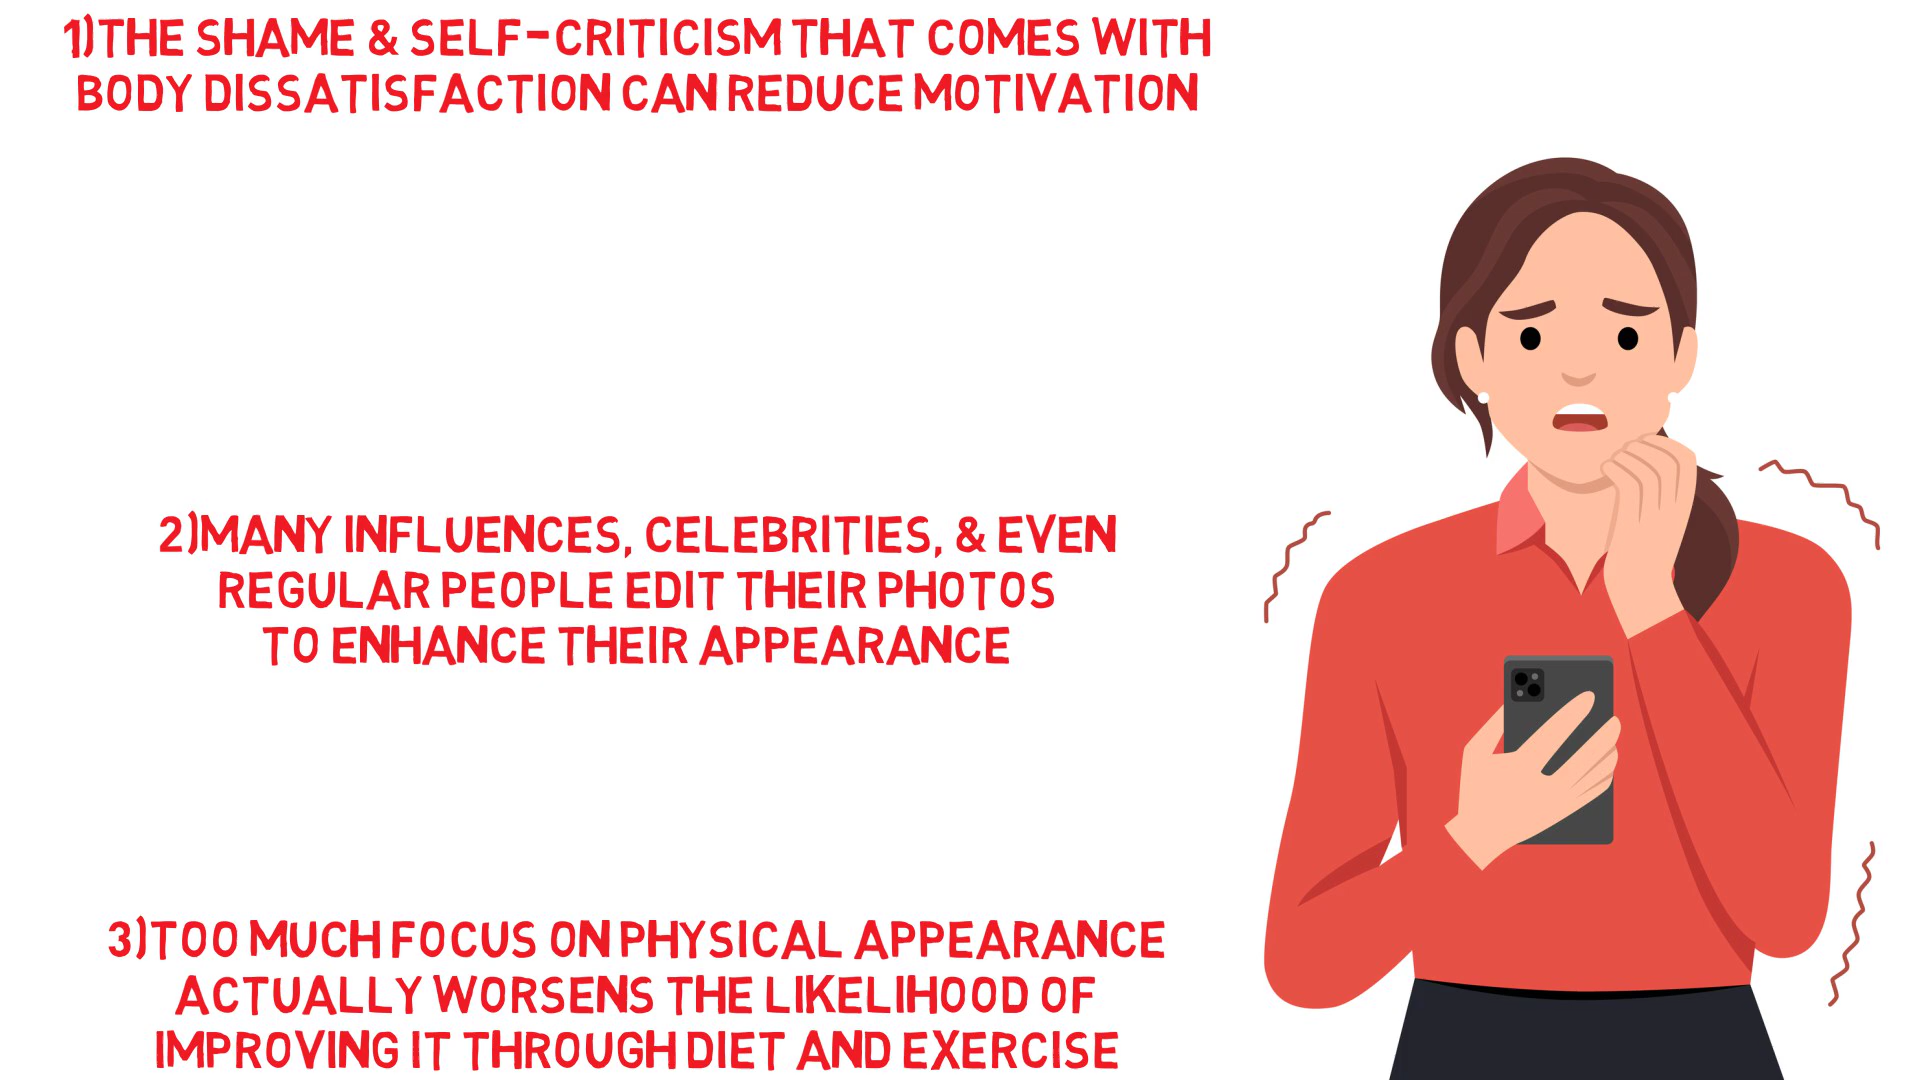 1)THE SHAME & SELF-CRITICISM THAT COMES WITH
BODY DISSATISFACTION CAN REDUCE MOTIVATION
2)MANY INFLUENCES, CELEBRITIES, & EVEN
REGULAR PEOPLE EDIT THEIR PHOTOS
TO ENHANCE THEIR APPEARANCE
3)TOO MUCH FOCUS ON PHYSICAL APPEARANCE
ACTUALLY WORSENS THE LIKELIHOOD OF
IMPROVING IT THROUGH DIET AND EXERCISE